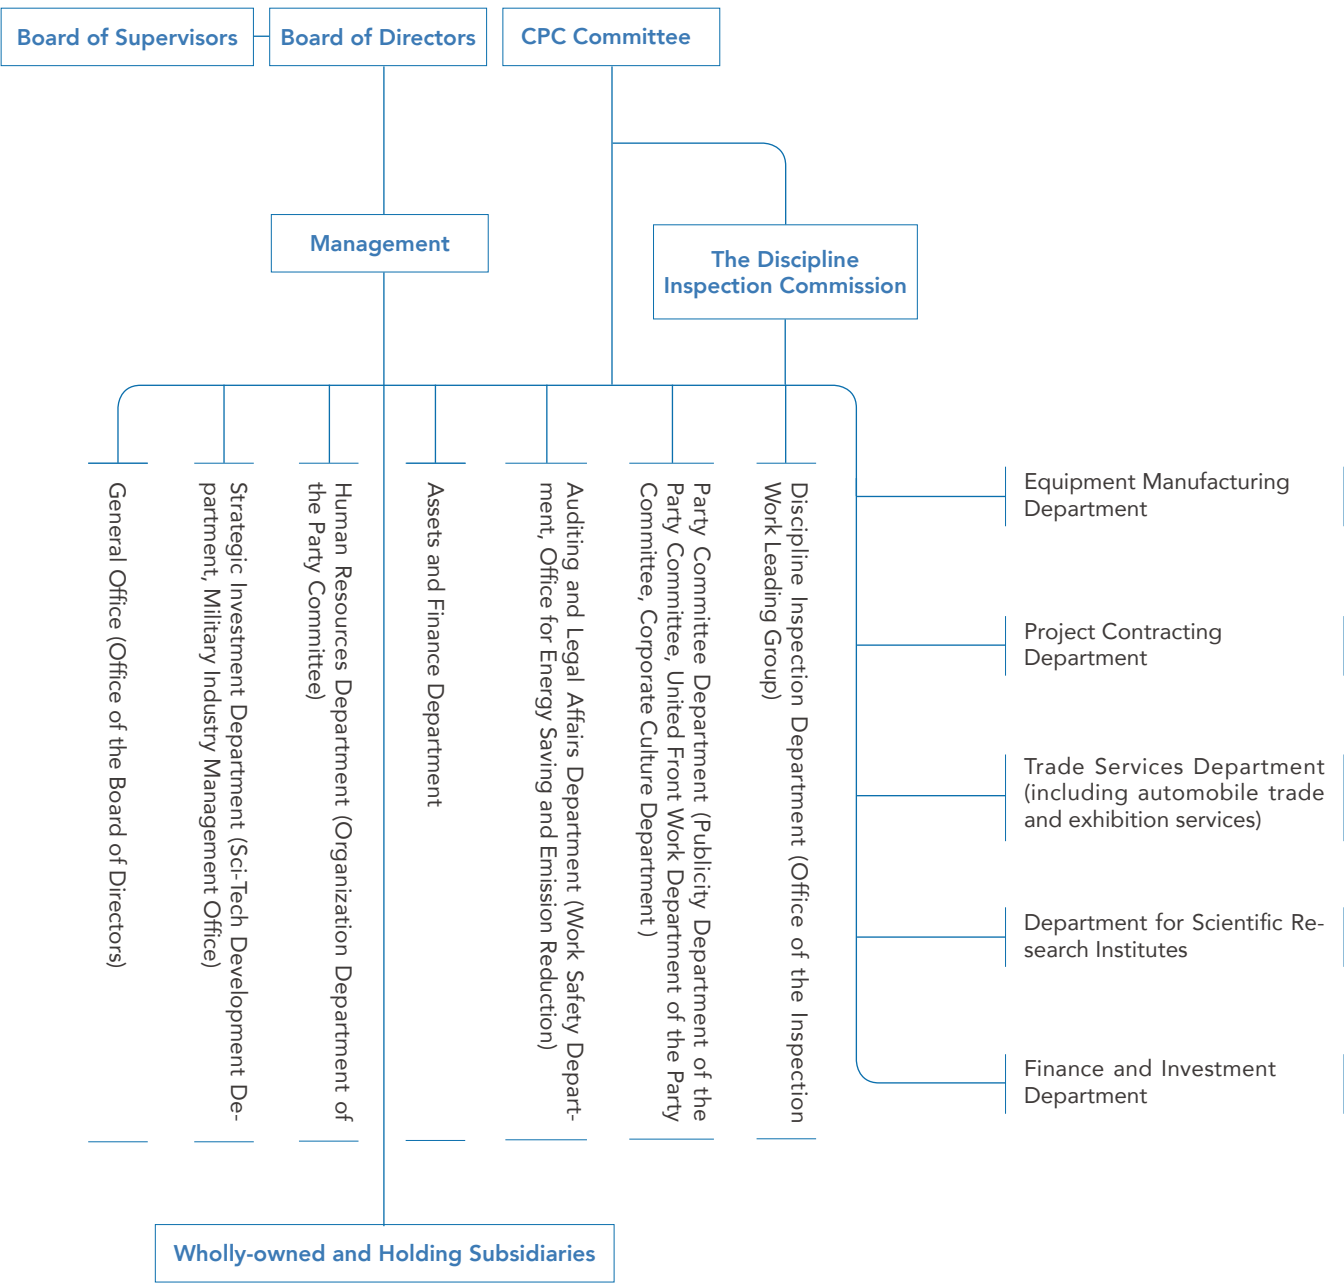 Board of Supervisors
Board of Directors
CPC Committee
Management
The Discipline
Inspection Commission
General Office (Office of the Board of Directors)
Strategic Investment Department (Sci-Tech Development De-
partment, Military Industry Management Office)
Human Resources Department (Organization Department of
the Party Committee)
Assets and Finance Department
Auditing and Legal Affairs Department (Work Safety Depart-
ment, Office for Energy Saving and Emission Reduction)
Party Committee Department (Publicity Department of the
Party Committee, United Front Work Department of the Party
Committee, Corporate Culture Department )
Discipline Inspection Department (Office of the Inspection
Work Leading Group)
Equipment Manufacturing
Department
Project Contracting
Department
Trade Services Department
(including automobile trade
and exhibition services)
Department for Scientific Re-
search Institutes
Finance and Investment
Department
Wholly-owned and Holding Subsidiaries